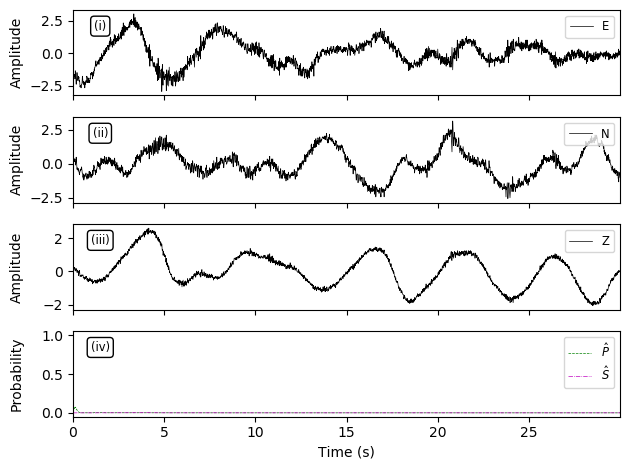 Amplitude
2.5
0.0
−2.5
(i)
E
Amplitude
2.5
0.0
−2.5
(ii)
N
Amplitude
2
0
−2
(iii)
Z
Probability
1.0
0.5
0.0
(iv)
P̂
Ŝ
0 5 10 15 20 25
Time (s)